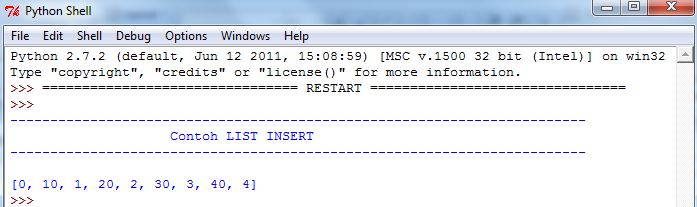 Python Shell
File Edit Shell Debug Options Windows Help
Python 2.7.2 (default, Jun 12 2011, 15:08:59) [MSC v.1500 32 bit (Intel)] on win32
Type "copyright", "credits" or "license()" for more information.
>>> ================================ RESTART ================================
>>>
------------------------------------------------------------------------
Contoh LIST INSERT
------------------------------------------------------------------------
[0, 10, 1, 20, 2, 30, 3, 40, 4]
>>>